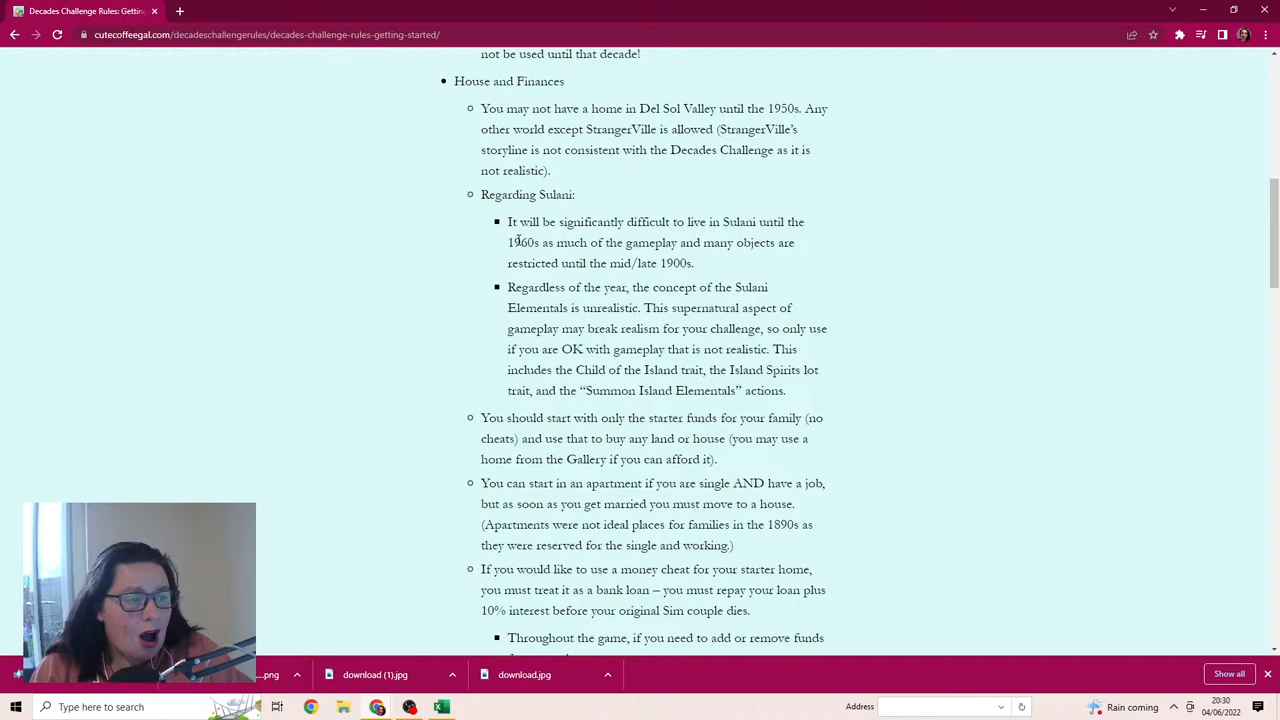 Decades Challenge Rules: Getting
cutecoffeegal.com/decadeschallengerules/decades-challenge-rules-getting-started/
not be used until that decade!
House and Finances
You may not have a home in Del Sol Valley until the 1950s. Any
other world except StrangerVille is allowed (StrangerVille’s
storyline is not consistent with the Decades Challenge as it is
not realistic).
Regarding Sulani:
It will be significantly difficult to live in Sulani until the
1960s as much of the gameplay and many objects are
restricted until the mid/late 1900s.
Regardless of the year, the concept of the Sulani
Elementals is unrealistic. This supernatural aspect of
gameplay may break realism for your challenge, so only use
if you are OK with gameplay that is not realistic. This
includes the Child of the Island trait, the Island Spirits lot
trait, and the “Summon Island Elementals” actions.
You should start with only the starter funds for your family (no
cheats) and use that to buy any land or house (you may use a
home from the Gallery if you can afford it).
You can start in an apartment if you are single AND have a job,
but as soon as you get married you must move to a house.
(Apartments were not ideal places for families in the 1890s as
they were reserved for the single and working.)
If you would like to use a money cheat for your starter home,
you must treat it as a bank loan – you must repay your loan plus
10% interest before your original Sim couple dies.
Throughout the game, if you need to add or remove funds
....png
download (1).jpg
download.jpg
Show all
Type here to search
Address
Rain coming
20:30
04/06/2022